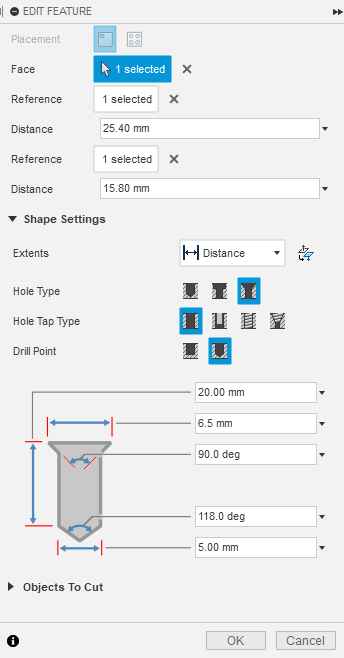 EDIT FEATURE
Placement
Face 1 selected
Reference 1 selected
Distance 25.40 mm
Reference 1 selected
Distance 15.80 mm
Shape Settings
Extents Distance
Hole Type
Hole Tap Type
Drill Point
20.00 mm
6.5 mm
90.0 deg
118.0 deg
5.00 mm
Objects To Cut
OK Cancel